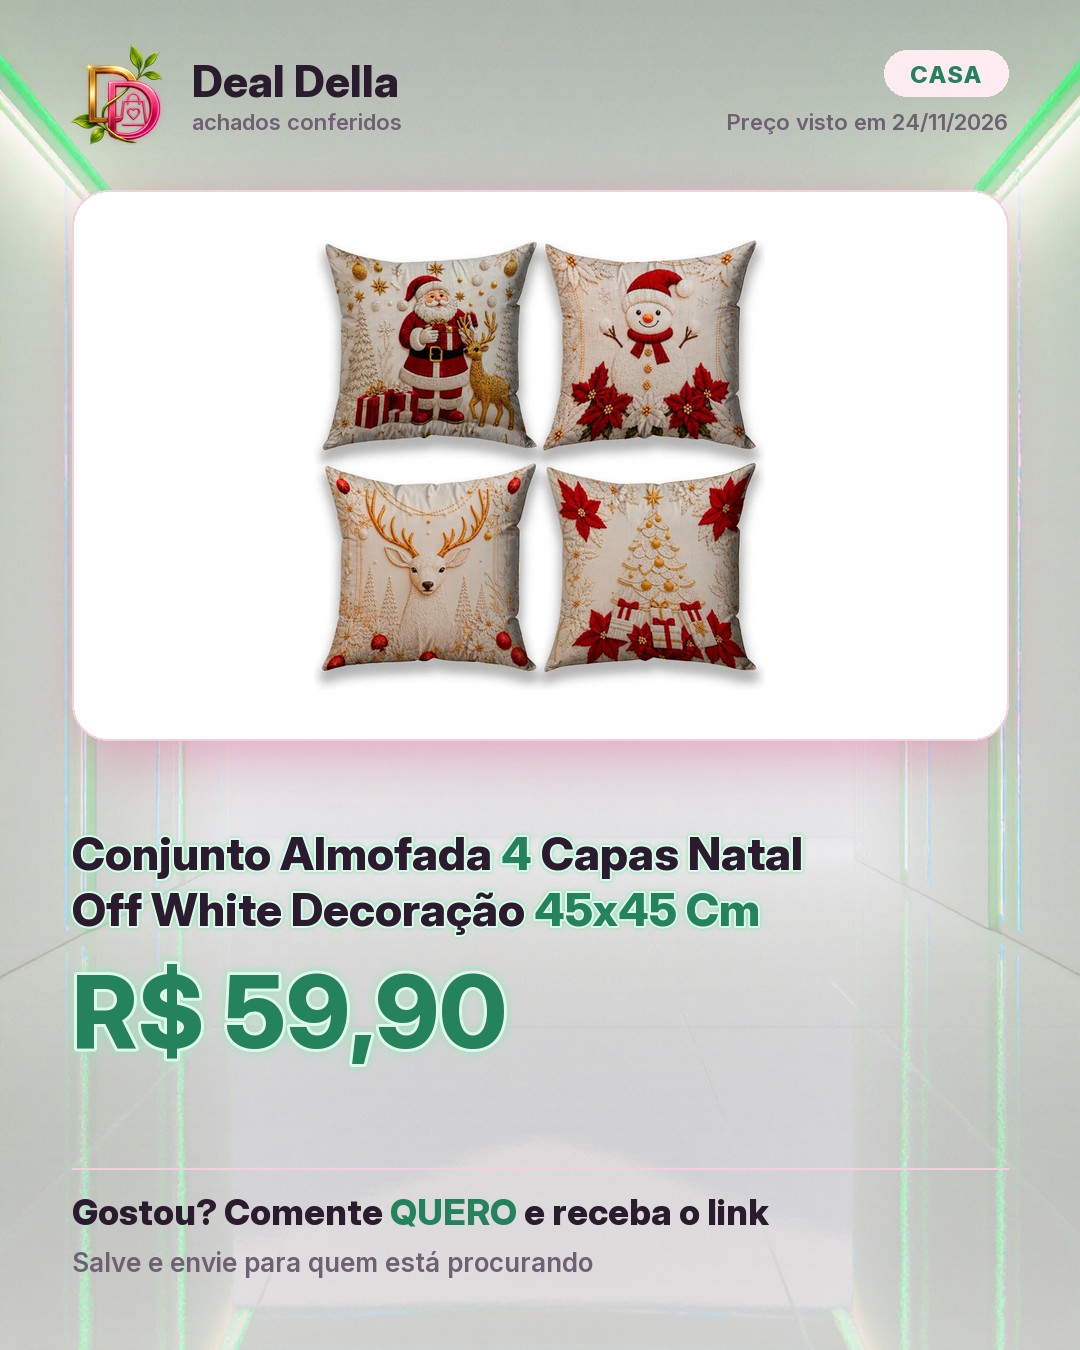 Deal Della
achados conferidos
CASA
Preço visto em 24/11/2026
Conjunto Almofada 4 Capas Natal
Off White Decoração 45x45 Cm
R$ 59,90
Gostou? Comente QUERO e receba o link
Salve e envie para quem está procurando